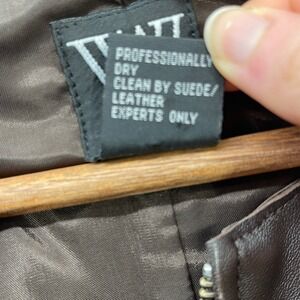 PROFESSIONALLY
DRY
CLEAN BY SUEDE/
LEATHER
EXPERTS ONLY